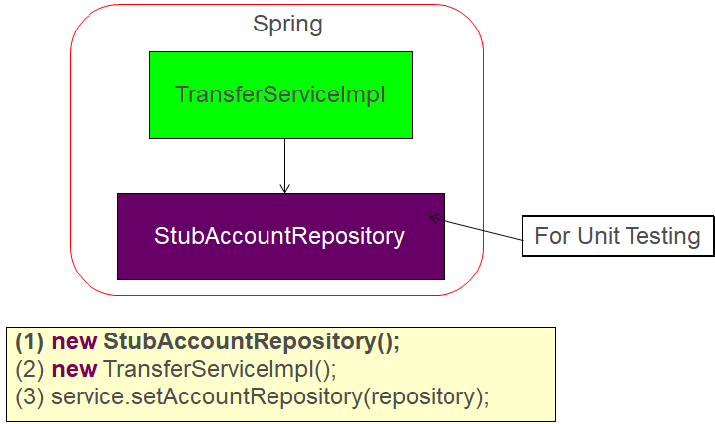 Spring
TransferServiceImpl
StubAccountRepository
For Unit Testing
(1) new StubAccountRepository();
(2) new TransferServiceImpl();
(3) service.setAccountRepository(repository);